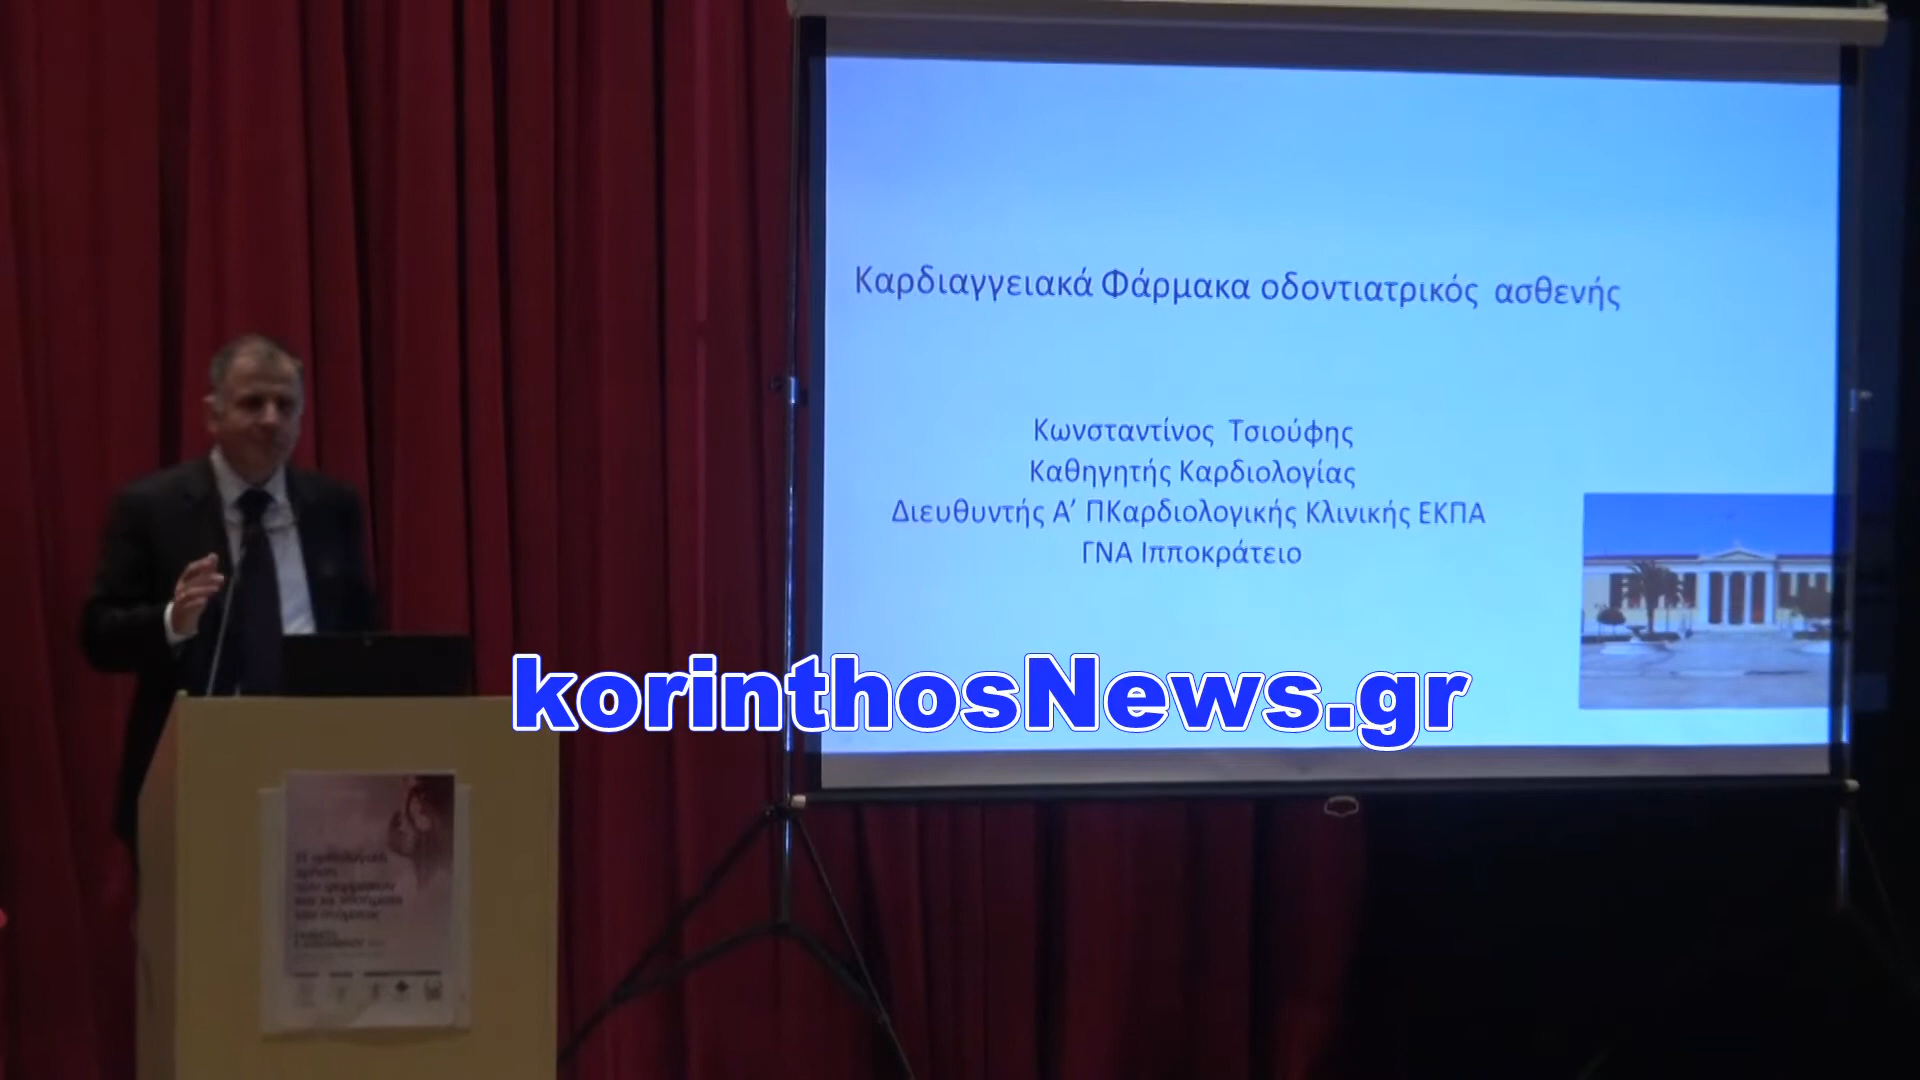 Καρδιαγγειακά Φάρμακα οδοντιατρικός ασθενής
Κωνσταντίνος Τσιούφης
Καθηγητής Καρδιολογίας
Διευθυντής Α’ ΠΚαρδιολογικής Κλινικής ΕΚΠΑ
ΓΝΑ Ιπποκράτειο
korinthosNews.gr